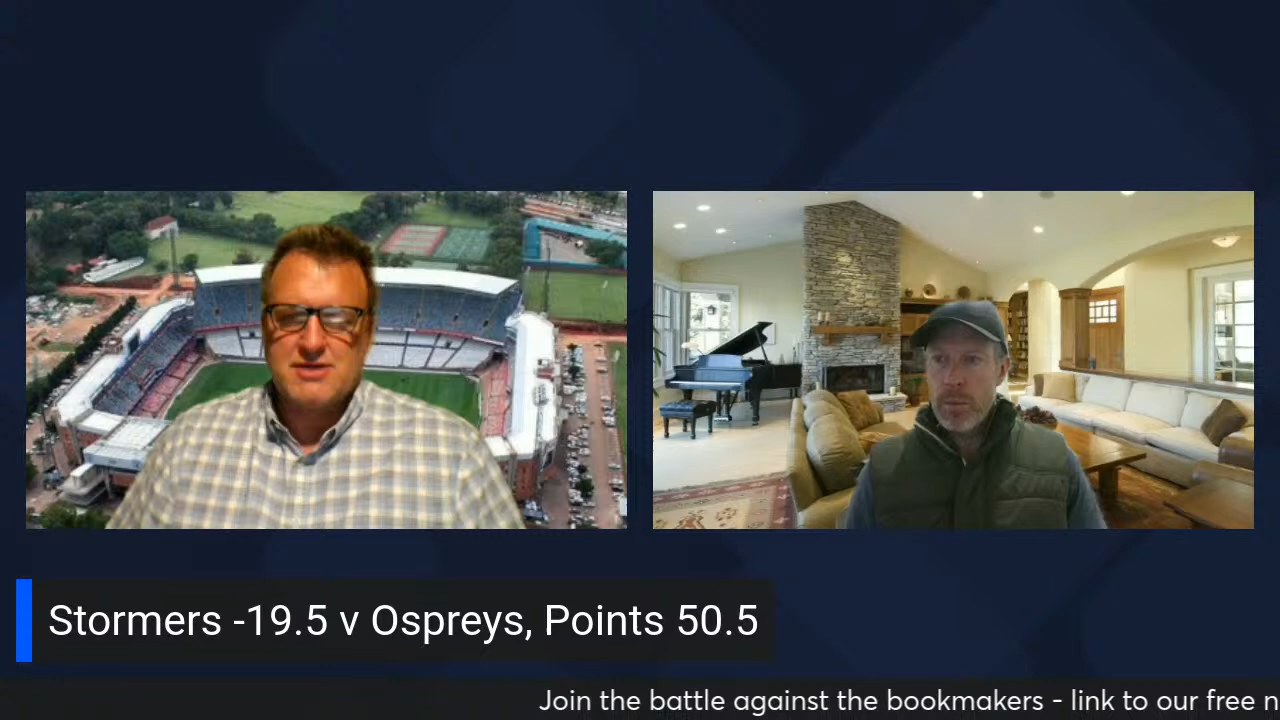 Stormers -19.5 v Ospreys, Points 50.5
Join the battle against the bookmakers - link to our free n